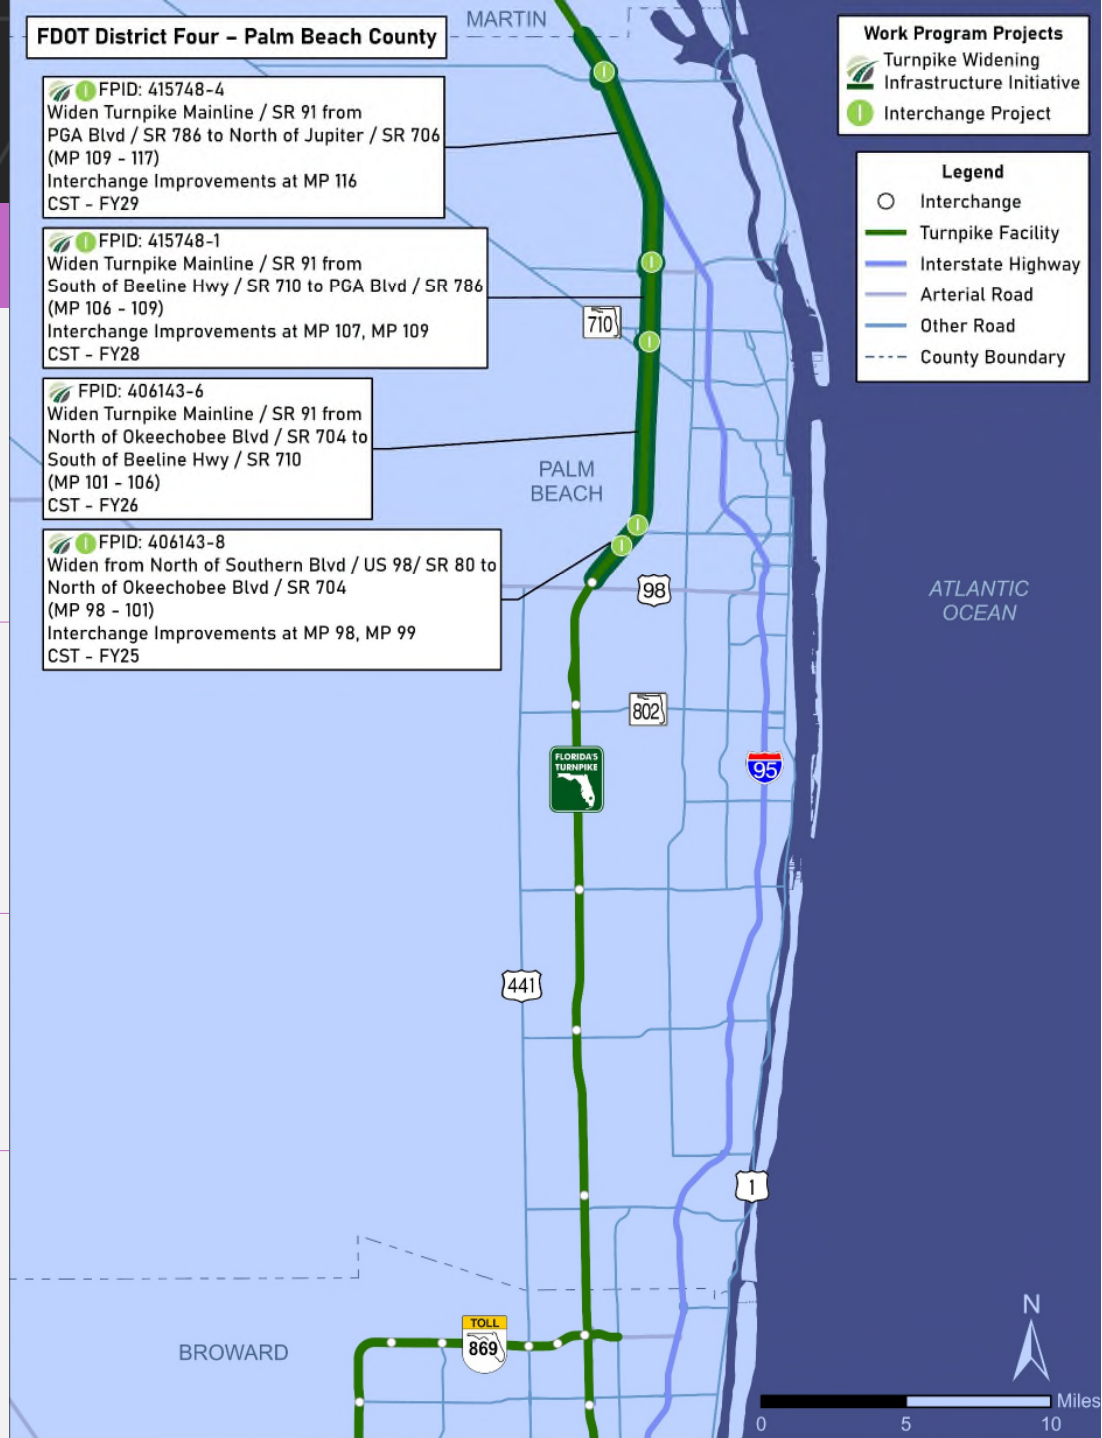 MARTIN
FDOT District Four – Palm Beach County
FPID: 415748-4
Widen Turnpike Mainline / SR 91 from
PGA Blvd / SR 786 to North of Jupiter / SR 706
(MP 109 - 117)
Interchange Improvements at MP 116
CST - FY29
FPID: 415748-1
Widen Turnpike Mainline / SR 91 from
South of Beeline Hwy / SR 710 to PGA Blvd / SR 786
(MP 106 - 109)
Interchange Improvements at MP 107, MP 109
CST - FY28
FPID: 406143-6
Widen Turnpike Mainline / SR 91 from
North of Okeechobee Blvd / SR 704 to
South of Beeline Hwy / SR 710
(MP 101 - 106)
CST - FY26
FPID: 406143-8
Widen from North of Southern Blvd / US 98/ SR 80 to
North of Okeechobee Blvd / SR 704
(MP 98 - 101)
Interchange Improvements at MP 98, MP 99
CST - FY25
Work Program Projects
Turnpike Widening
Infrastructure Initiative
I Interchange Project
Legend
Interchange
Turnpike Facility
Interstate Highway
Arterial Road
Other Road
County Boundary
I
I
710
I
PALM
BEACH
I
I
98
ATLANTIC
OCEAN
802
FLORIDA'S
TURNPIKE
95
441
1
BROWARD
TOLL
869
N
Miles
0 5 10